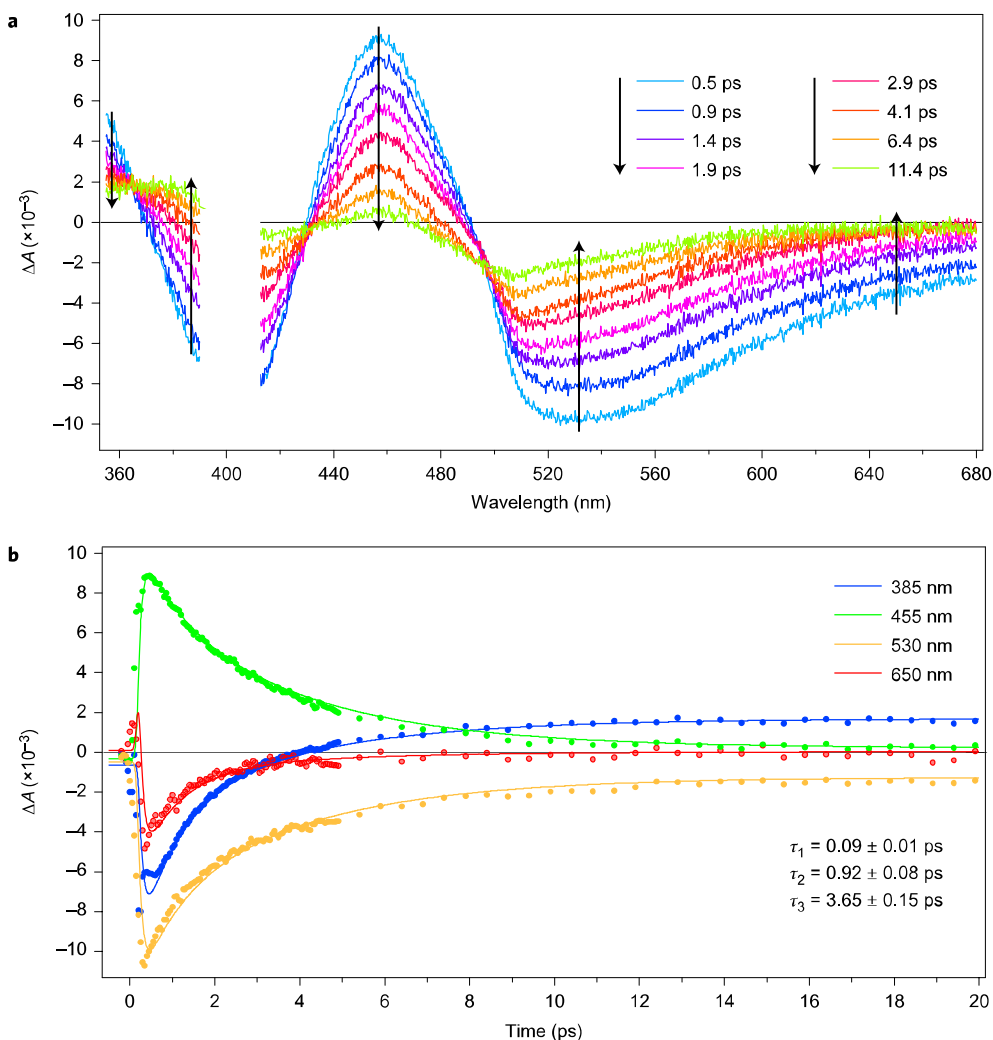 a
10
8
6
4
2
0
−2
−4
−6
−8
−10
ΔA (×10⁻³)
0.5 ps
0.9 ps
1.4 ps
1.9 ps
2.9 ps
4.1 ps
6.4 ps
11.4 ps
360 400 440 480 520 560 600 640 680
Wavelength (nm)
b
10
8
6
4
2
0
−2
−4
−6
−8
−10
ΔA (×10⁻³)
385 nm
455 nm
530 nm
650 nm
τ₁ = 0.09 ± 0.01 ps
τ₂ = 0.92 ± 0.08 ps
τ₃ = 3.65 ± 0.15 ps
0 2 4 6 8 10 12 14 16 18 20
Time (ps)